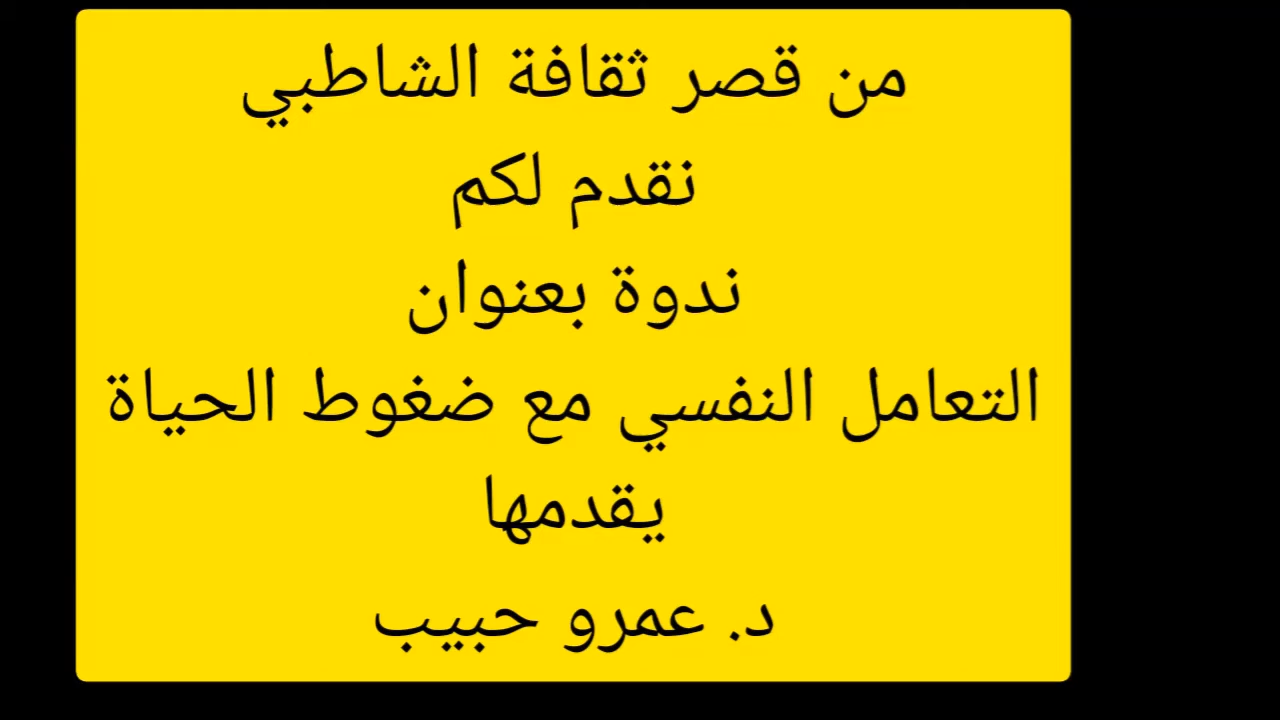 من قصر ثقافة الشاطبي
نقدم لكم
ندوة بعنوان
التعامل النفسي مع ضغوط الحياة
يقدمها
د. عمرو حبيب